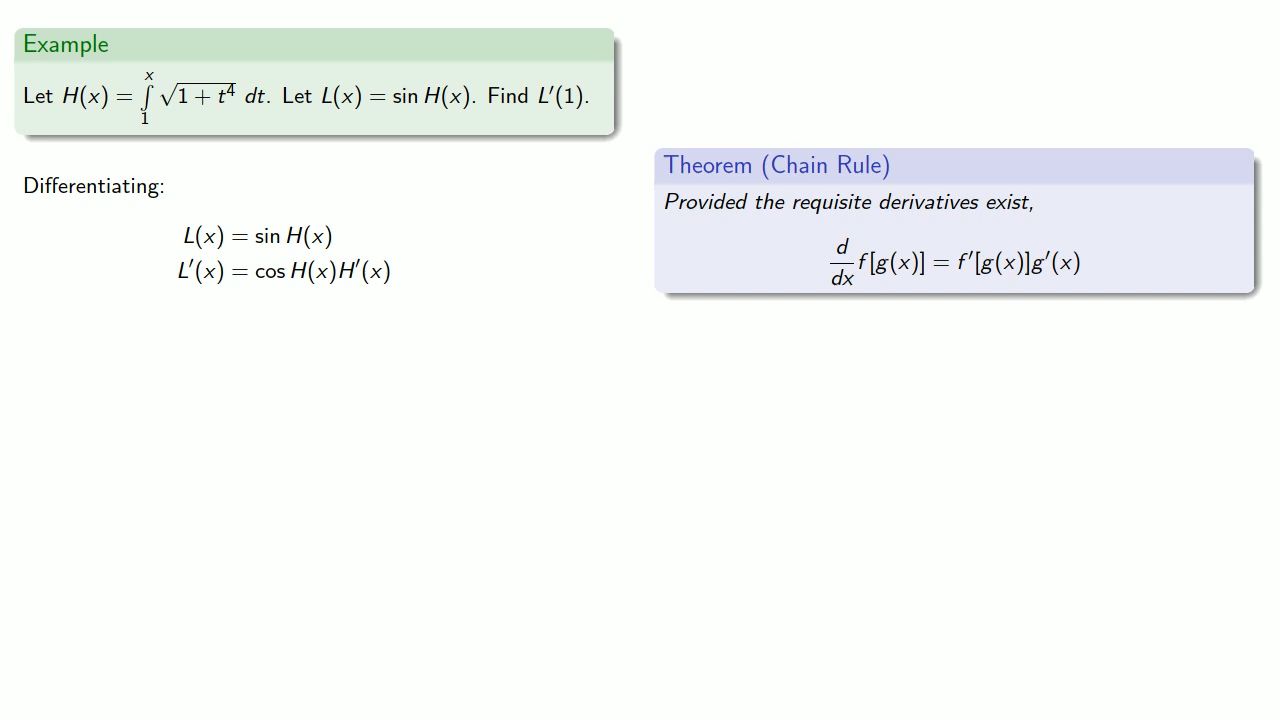 Example
Let H(x) = ∫₁ˣ √(1 + t⁴) dt. Let L(x) = sin H(x). Find L′(1).
Differentiating:
L(x) = sin H(x)
L′(x) = cos H(x)H′(x)
Theorem (Chain Rule)
Provided the requisite derivatives exist,
d/dx f[g(x)] = f′[g(x)]g′(x)